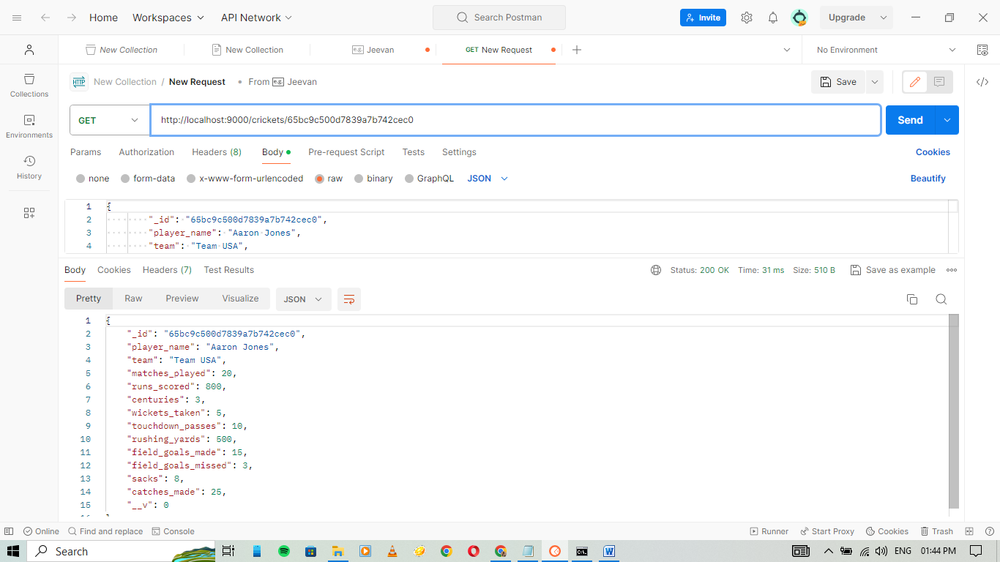 Home Workspaces API Network Search Postman Invite Upgrade
New Collection New Collection e.g. Jeevan GET New Request No Environment
HTTP New Collection / New Request From e.g. Jeevan Save
Collections
GET http://localhost:9000/crickets/65bc9c500d7839a7b742cec0 Send
Environments
Params Authorization Headers (8) Body Pre-request Script Tests Settings Cookies
History
none form-data x-www-form-urlencoded raw binary GraphQL JSON Beautify
1 {
2 "_id": "65bc9c500d7839a7b742cec0",
3 "player_name": "Aaron Jones",
4 "team": "Team USA",
Body Cookies Headers (7) Test Results Status: 200 OK Time: 31 ms Size: 510 B Save as example
Pretty Raw Preview Visualize JSON
1 {
2 "_id": "65bc9c500d7839a7b742cec0",
3 "player_name": "Aaron Jones",
4 "team": "Team USA",
5 "matches_played": 20,
6 "runs_scored": 800,
7 "centuries": 3,
8 "wickets_taken": 5,
9 "touchdown_passes": 10,
10 "rushing_yards": 500,
11 "field_goals_made": 15,
12 "field_goals_missed": 3,
13 "sacks": 8,
14 "catches_made": 25,
15 "__v": 0
Online Find and replace Console Runner Start Proxy Cookies Trash
Search ENG 01:44 PM